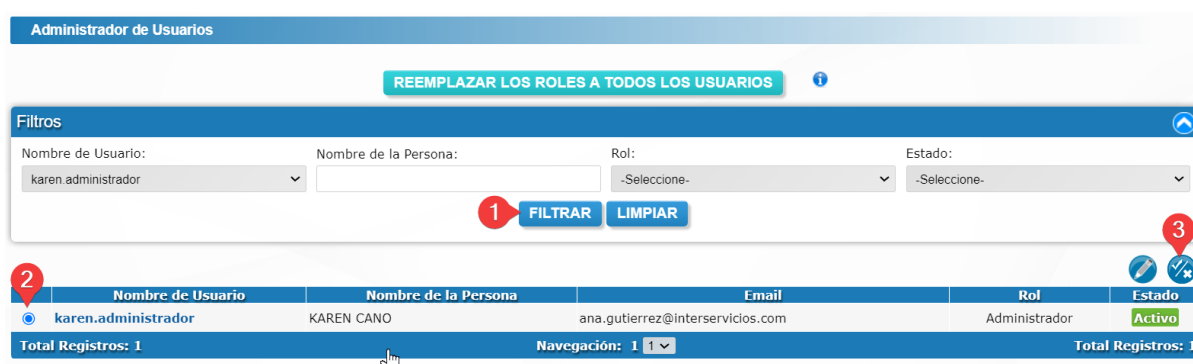 Administrador de Usuarios
REEMPLAZAR LOS ROLES A TODOS LOS USUARIOS
Filtros
Nombre de Usuario: Nombre de la Persona: Rol: Estado:
karen.administrador -Seleccione- -Seleccione-
1 FILTRAR LIMPIAR
3
2
Nombre de Usuario Nombre de la Persona Email Rol Estado
karen.administrador KAREN CANO ana.gutierrez@interservicios.com Administrador Activo
Total Registros: 1 Navegación: 1 1 Total Registros: 1